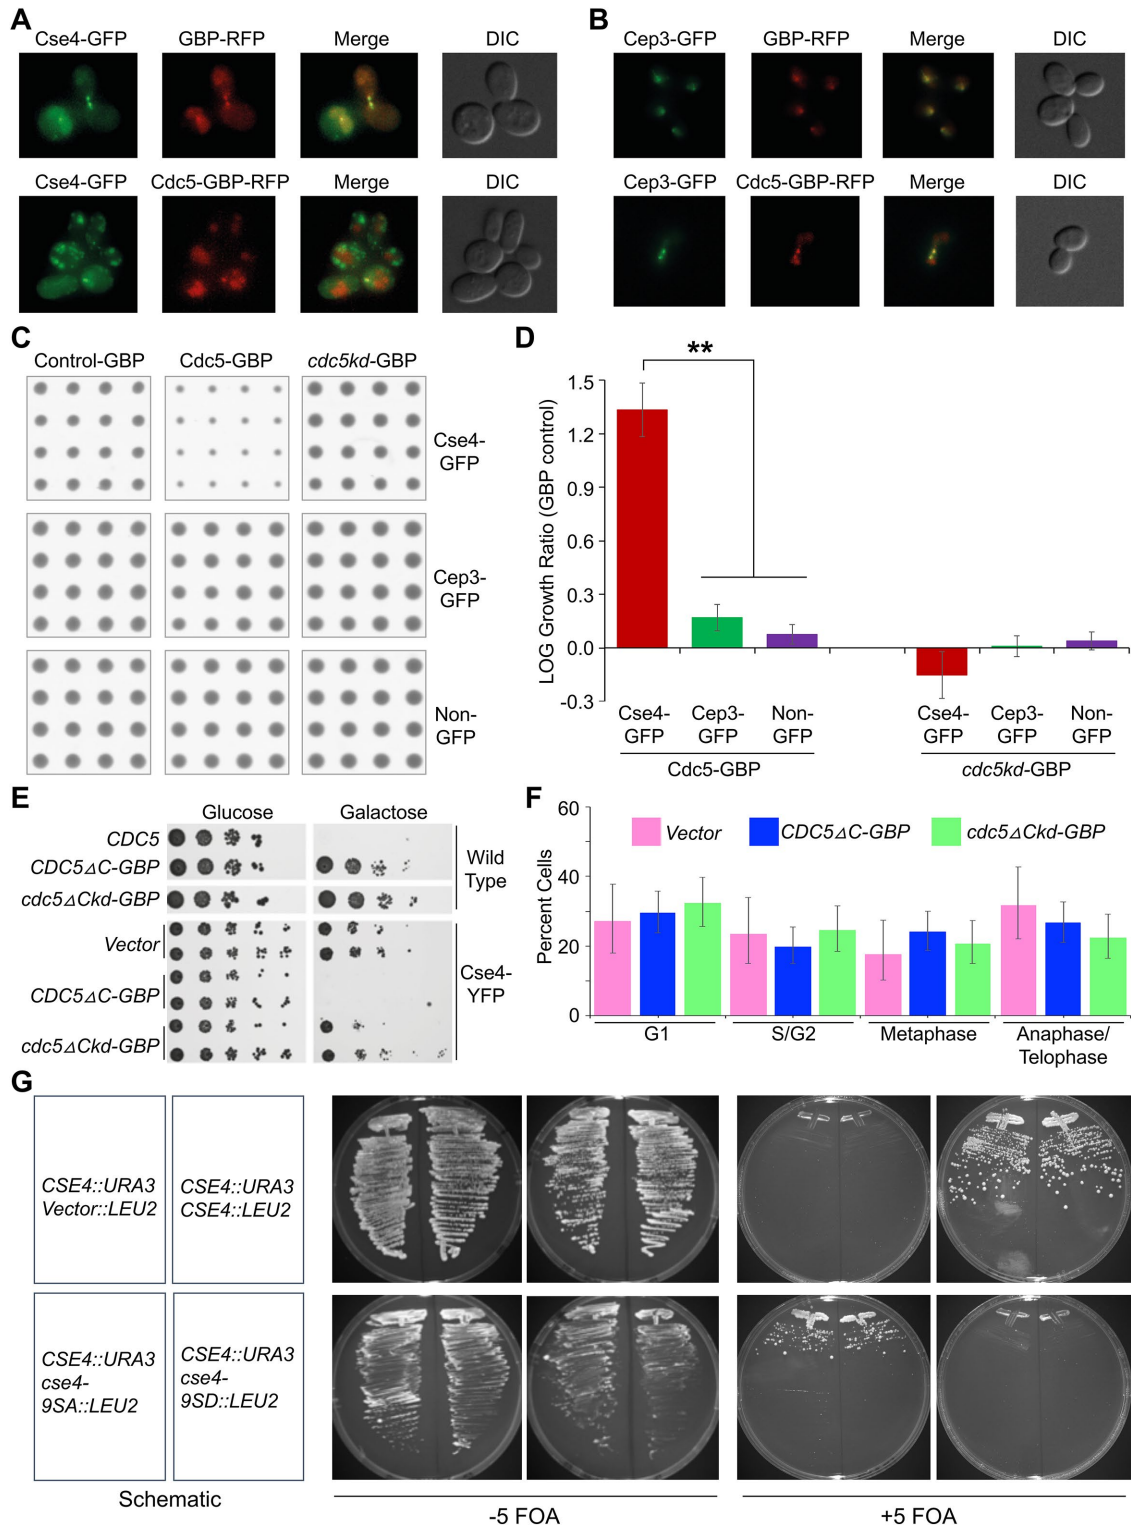 A
Cse4-GFP GBP-RFP Merge DIC
Cse4-GFP Cdc5-GBP-RFP Merge DIC
B
Cep3-GFP GBP-RFP Merge DIC
Cep3-GFP Cdc5-GBP-RFP Merge DIC
C
Control-GBP Cdc5-GBP cdc5kd-GBP
Cse4-
GFP
Cep3-
GFP
Non-
GFP
D
**
LOG Growth Ratio (GBP control)
1.5
1.2
0.9
0.6
0.3
0.0
-0.3
Cse4- Cep3- Non- Cse4- Cep3- Non-
GFP GFP GFP GFP GFP GFP
Cdc5-GBP cdc5kd-GBP
E
Glucose Galactose
CDC5
CDC5ΔC-GBP
cdc5ΔCkd-GBP
Wild
Type
Vector
CDC5ΔC-GBP
cdc5ΔCkd-GBP
Cse4-
YFP
F
Vector CDC5ΔC-GBP cdc5ΔCkd-GBP
Percent Cells
60
40
20
0
G1 S/G2 Metaphase Anaphase/
Telophase
G
CSE4::URA3
Vector::LEU2
CSE4::URA3
CSE4::LEU2
CSE4::URA3
cse4-
9SA::LEU2
CSE4::URA3
cse4-
9SD::LEU2
Schematic
-5 FOA
+5 FOA